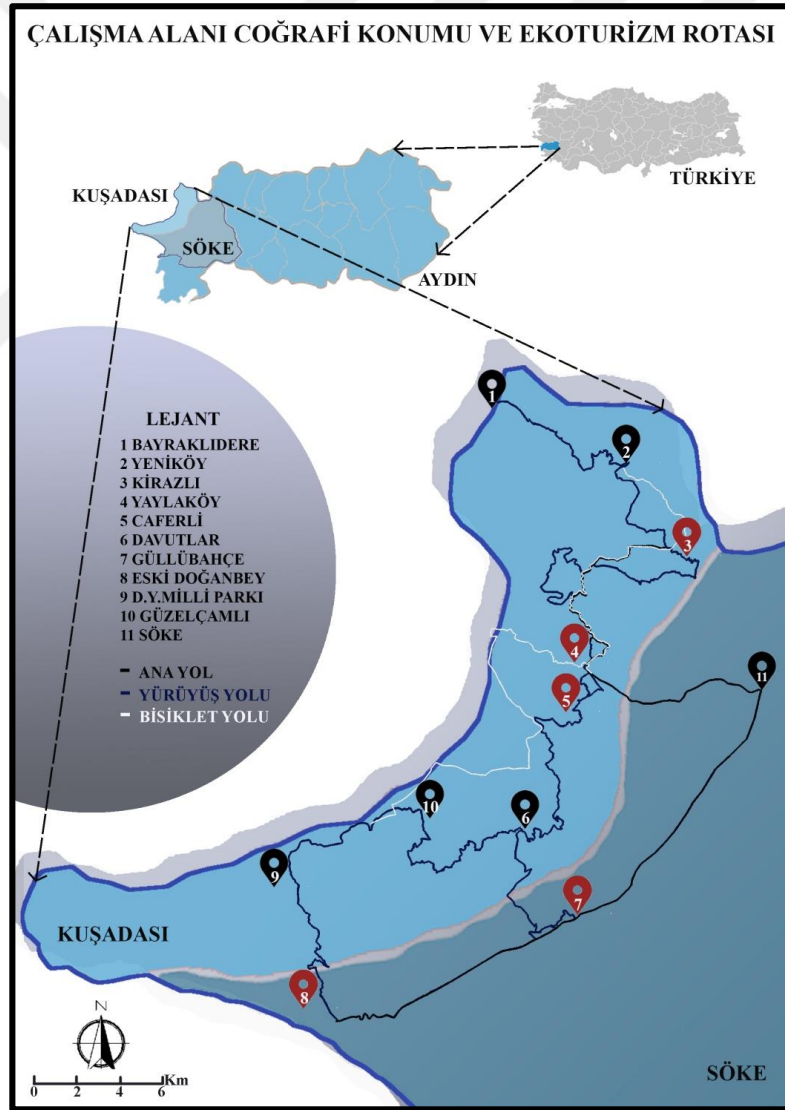 ÇALIŞMA ALANI COĞRAFİ KONUMU VE EKOTURİZM ROTASI
TÜRKİYE
KUŞADASI
SÖKE
AYDIN
LEJANT
1 BAYRAKLIDERE
2 YENİKÖY
3 KİRAZLI
4 YAYLAKÖY
5 CAFERLİ
6 DAVUTLAR
7 GÜLLÜBAHÇE
8 ESKİ DOĞANBEY
9 D.Y.MİLLİ PARKI
10 GÜZELÇAMLI
11 SÖKE
ANA YOL
YÜRÜYÜŞ YOLU
BİSİKLET YOLU
1
2
3
4
11
5
10
6
9
7
KUŞADASI
8
N
SÖKE
Km
0 2 4 6